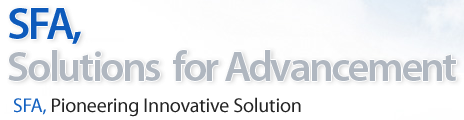 SFA,
Solutions for Advancement
SFA, Pioneering Innovative Solution